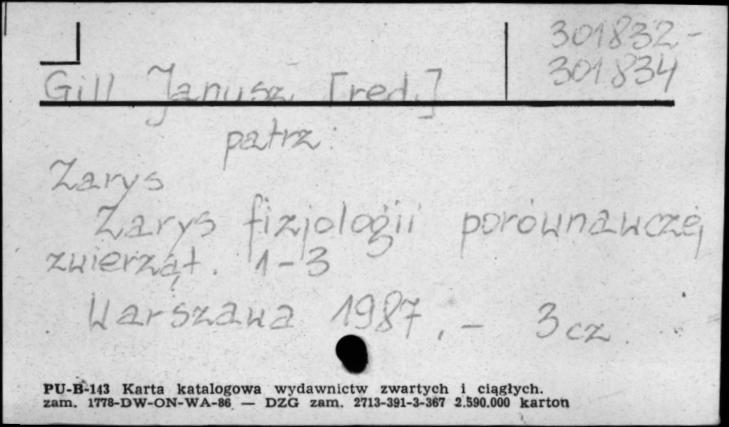 301832-
301834
Gill Janusz [red.]
patrz:
Zarys
Zarys fizjologii porównawczej
zwierząt. 1-3
Warszawa 1987.- 3 cz.
PU-B-143 Karta katalogowa wydawnictw zwartych i ciągłych.
zam. 1778-DW-ON-WA-86 — DZG zam. 2713-391-3-367 2.590.000 karton